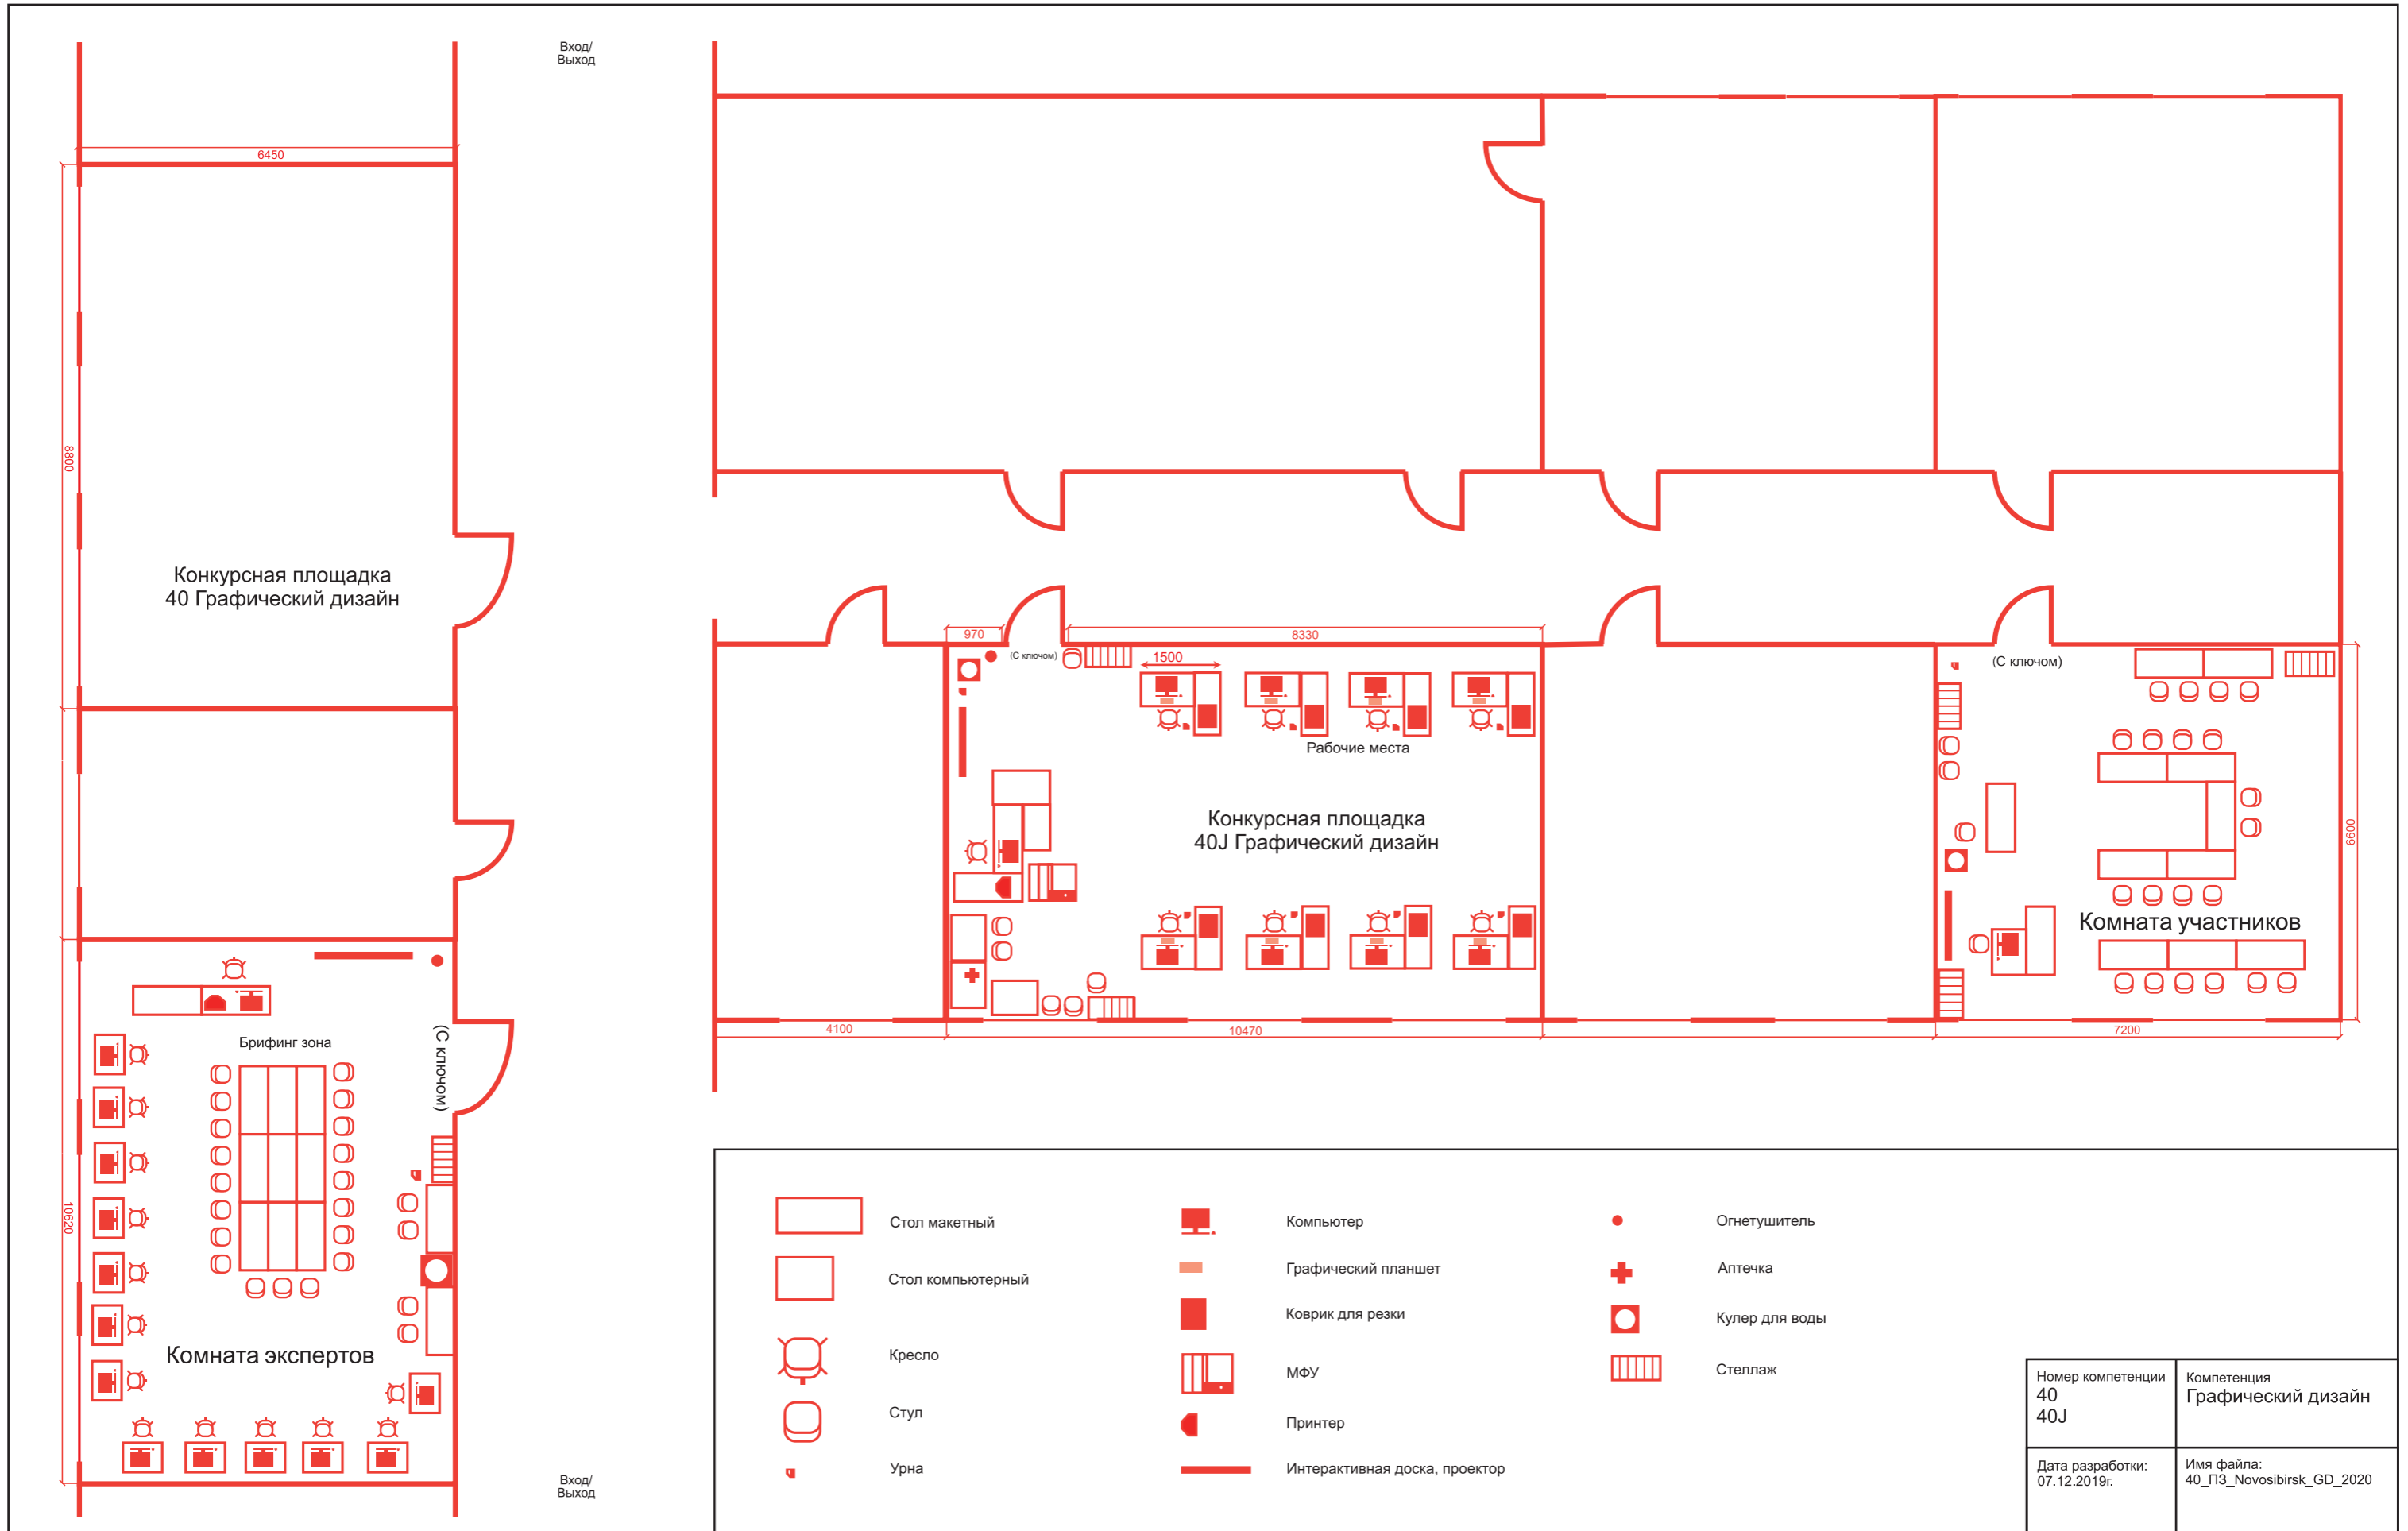 Вход/
Выход
6450
8800
Конкурсная площадка
40 Графический дизайн
970
8330
(С ключом)
1500
(С ключом)
Рабочие места
Конкурсная площадка
40J Графический дизайн
6600
Комната участников
4100
10470
7200
Брифинг зона
(С ключом)
10620
Комната экспертов
Вход/
Выход
Стол макетный
Стол компьютерный
Кресло
Стул
Урна
Компьютер
Графический планшет
Коврик для резки
МФУ
Принтер
Интерактивная доска, проектор
Огнетушитель
Аптечка
Кулер для воды
Стеллаж
Номер компетенции
40
40J
Компетенция
Графический дизайн
Дата разработки:
07.12.2019г.
Имя файла:
40_ПЗ_Novosibirsk_GD_2020